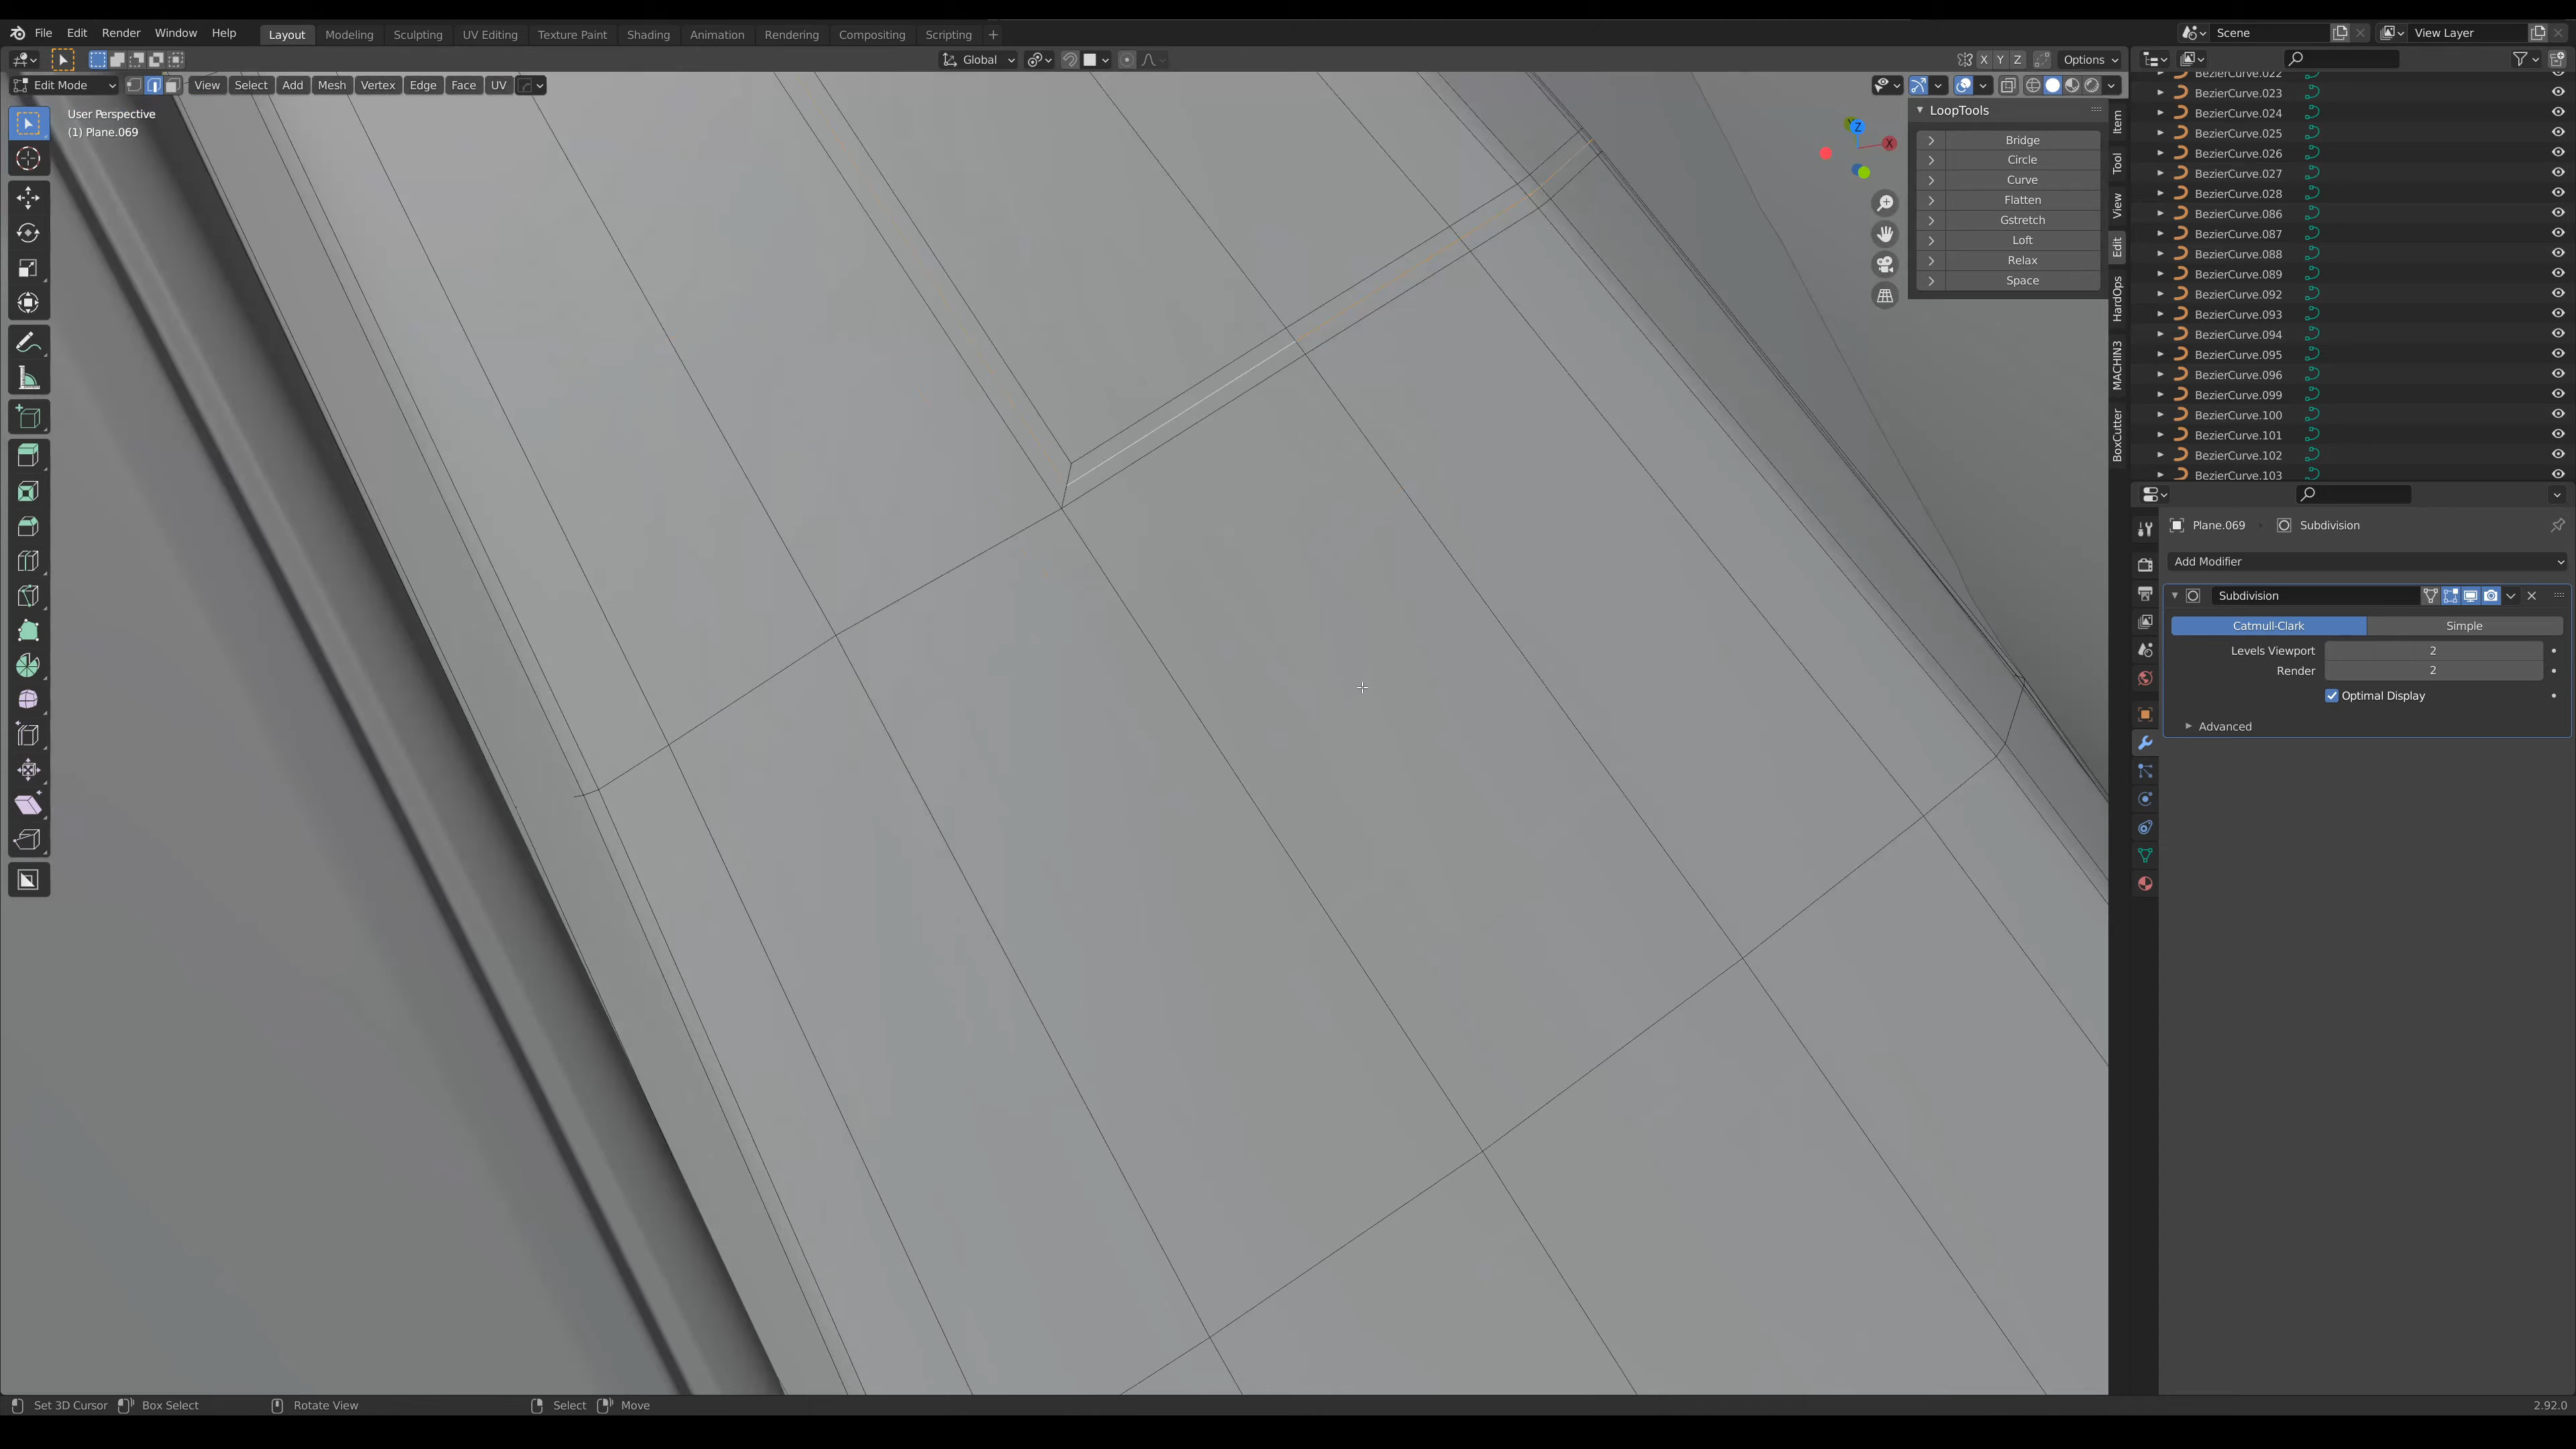 File Edit Render Window Help Layout Modeling Sculpting UV Editing Texture Paint Shading Animation Rendering Compositing Scripting + Scene View Layer
Global X Y Z Options
Edit Mode View Select Add Mesh Vertex Edge Face UV
User Perspective
(1) Plane.069
Z
X
LoopTools
Bridge
Circle
Curve
Flatten
Gstretch
Loft
Relax
Space
Item
Tool
View
Edit
HardOps
MACHIN3
BoxCutter
BezierCurve.022
BezierCurve.023
BezierCurve.024
BezierCurve.025
BezierCurve.026
BezierCurve.027
BezierCurve.028
BezierCurve.086
BezierCurve.087
BezierCurve.088
BezierCurve.089
BezierCurve.092
BezierCurve.093
BezierCurve.094
BezierCurve.095
BezierCurve.096
BezierCurve.099
BezierCurve.100
BezierCurve.101
BezierCurve.102
BezierCurve.103
Plane.069 Subdivision
Add Modifier
Subdivision
Catmull-Clark Simple
Levels Viewport 2
Render 2
Optimal Display
Advanced
Set 3D Cursor Box Select Rotate View Select Move 2.92.0